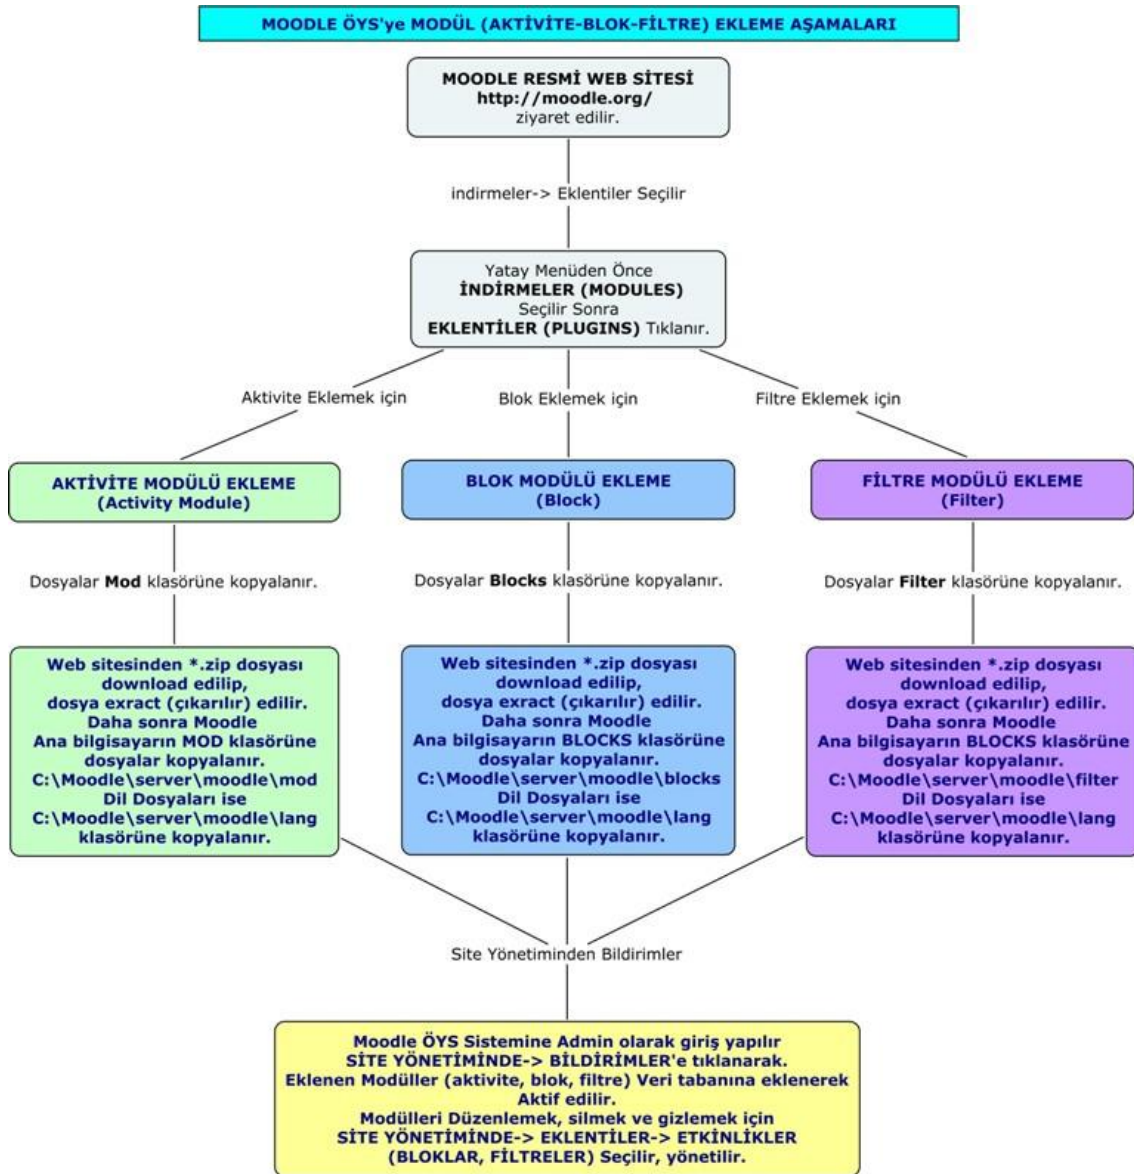 MOODLE ÖYS'ye MODÜL (AKTİVİTE-BLOK-FİLTRE) EKLEME AŞAMALARI
MOODLE RESMİ WEB SİTESİ
http://moodle.org/
ziyaret edilir.
indirmeler-> Eklentiler Seçilir
Yatay Menüden Önce
İNDİRMELER (MODULES)
Seçilir Sonra
EKLENTİLER (PLUGINS) Tıklanır.
Aktivite Eklemek için
Blok Eklemek için
Filtre Eklemek için
AKTİVİTE MODÜLÜ EKLEME
(Activity Module)
BLOK MODÜLÜ EKLEME
(Block)
FİLTRE MODÜLÜ EKLEME
(Filter)
Dosyalar Mod klasörüne kopyalanır.
Dosyalar Blocks klasörüne kopyalanır.
Dosyalar Filter klasörüne kopyalanır.
Web sitesinden *.zip dosyası
download edilip,
dosya exract (çıkarılır) edilir.
Daha sonra Moodle
Ana bilgisayarın MOD klasörüne
dosyalar kopyalanır.
C:\Moodle\server\moodle\mod
Dil Dosyaları ise
C:\Moodle\server\moodle\lang
klasörüne kopyalanır.
Web sitesinden *.zip dosyası
download edilip,
dosya exract (çıkarılır) edilir.
Daha sonra Moodle
Ana bilgisayarın BLOCKS klasörüne
dosyalar kopyalanır.
C:\Moodle\server\moodle\blocks
Dil Dosyaları ise
C:\Moodle\server\moodle\lang
klasörüne kopyalanır.
Web sitesinden *.zip dosyası
download edilip,
dosya exract (çıkarılır) edilir.
Daha sonra Moodle
Ana bilgisayarın BLOCKS klasörüne
dosyalar kopyalanır.
C:\Moodle\server\moodle\filter
Dil Dosyaları ise
C:\Moodle\server\moodle\lang
klasörüne kopyalanır.
Site Yönetiminden Bildirimler
Moodle ÖYS Sistemine Admin olarak giriş yapılır
SİTE YÖNETİMİNDE-> BİLDİRİMLER'e tıklanarak.
Eklenen Modüller (aktivite, blok, filtre) Veri tabanına eklenerek
Aktif edilir.
Modülleri Düzenlemek, silmek ve gizlemek için
SİTE YÖNETİMİNDE-> EKLENTİLER-> ETKİNLİKLER
(BLOKLAR, FİLTRELER) Seçilir, yönetilir.